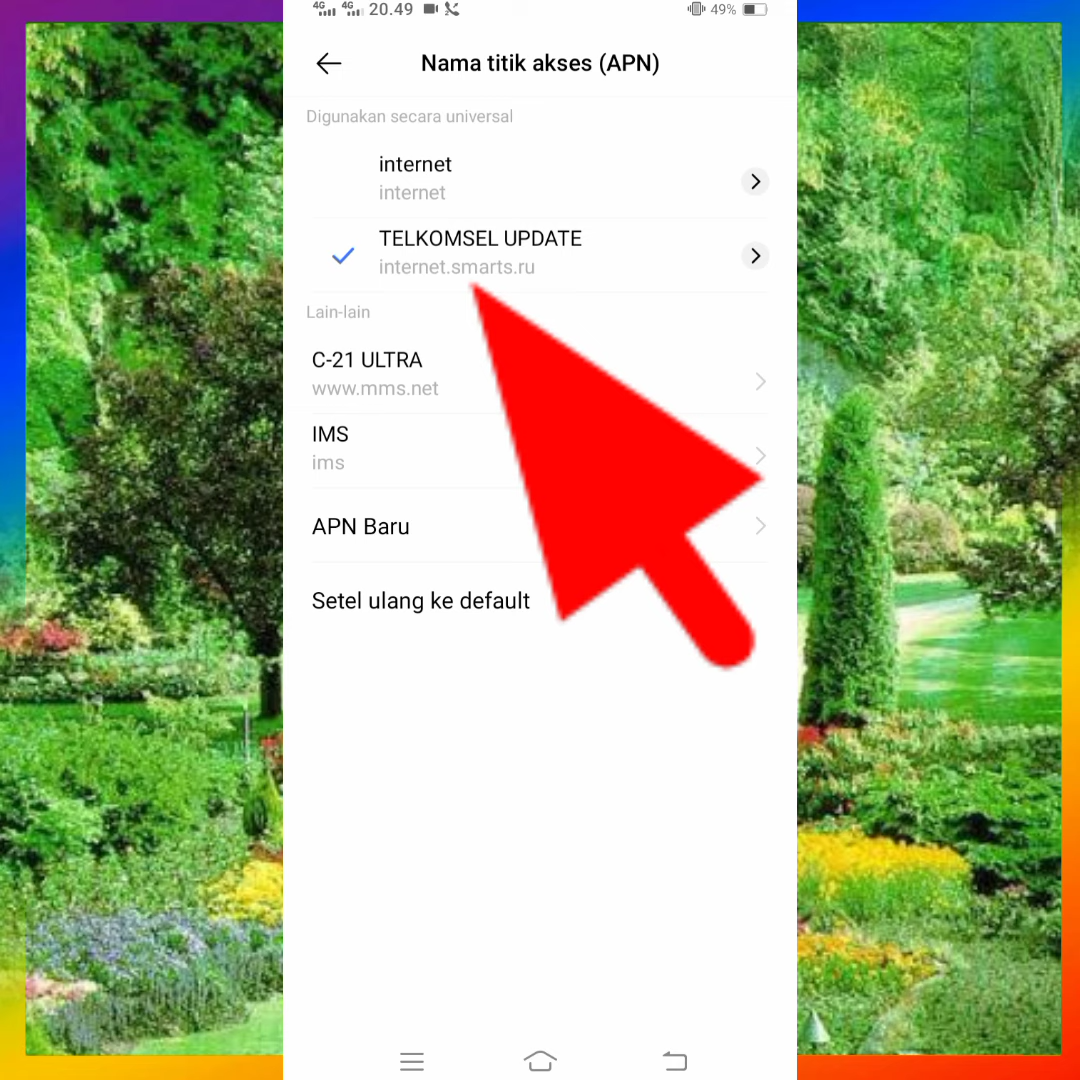 4G 4G 20.49 49%
Nama titik akses (APN)
Digunakan secara universal
internet
internet
TELKOMSEL UPDATE
internet.smarts.ru
Lain-lain
C-21 ULTRA
www.mms.net
IMS
ims
APN Baru
Setel ulang ke default